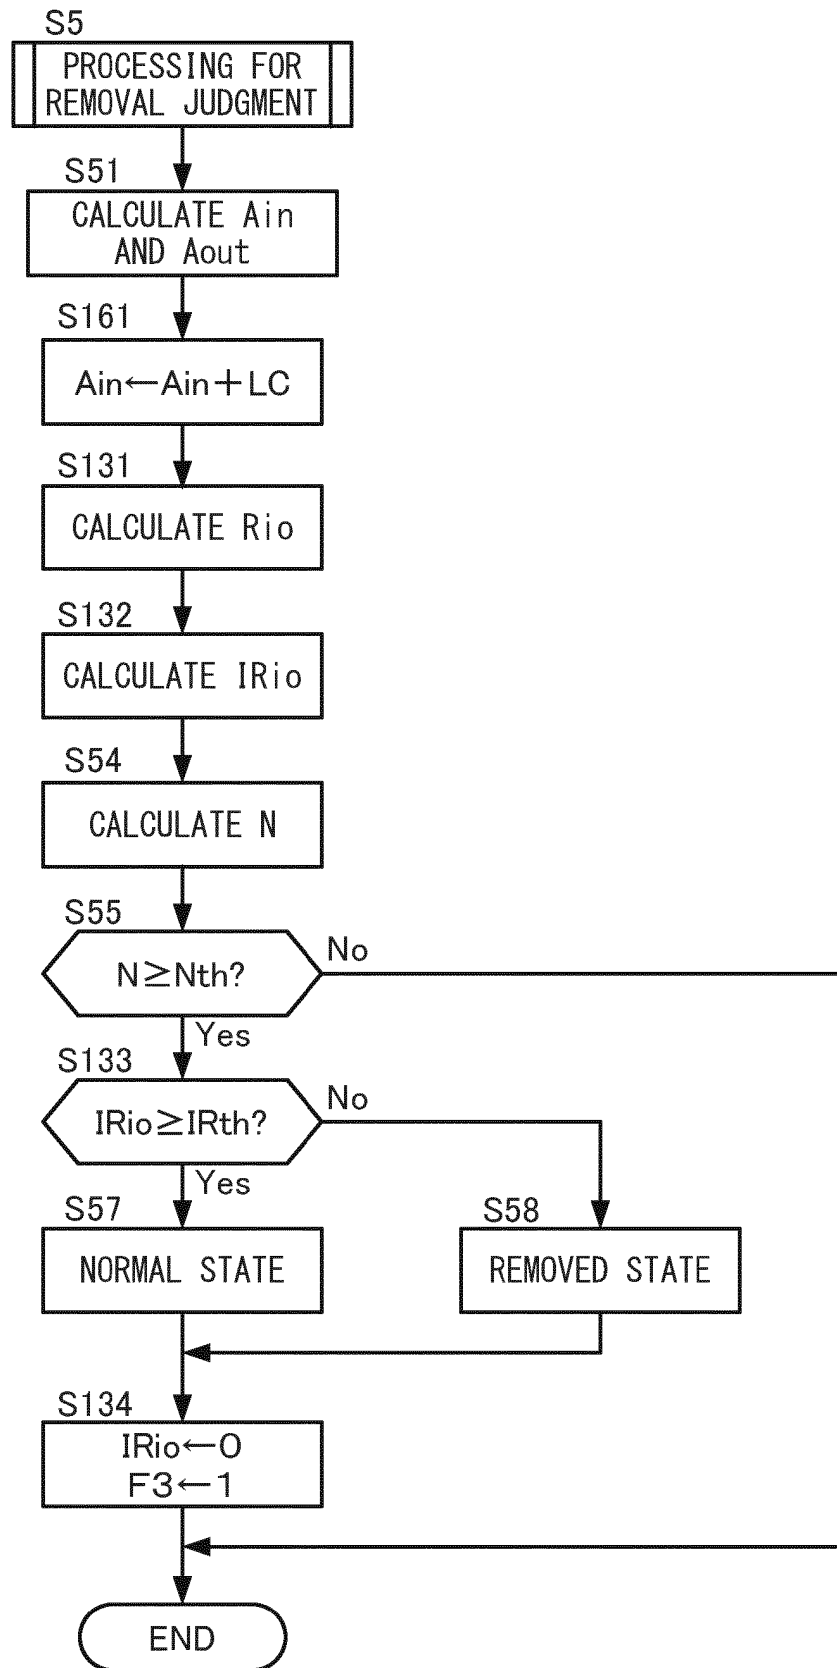 S5
PROCESSING FOR
REMOVAL JUDGMENT
S51
CALCULATE Ain
AND Aout
S161
Ain←Ain+LC
S131
CALCULATE Rio
S132
CALCULATE IRio
S54
CALCULATE N
S55
N≧Nth?
No
Yes
S133
IRio≧IRth?
No
Yes
S57
NORMAL STATE
S58
REMOVED STATE
S134
IRio←0
F3←1
END